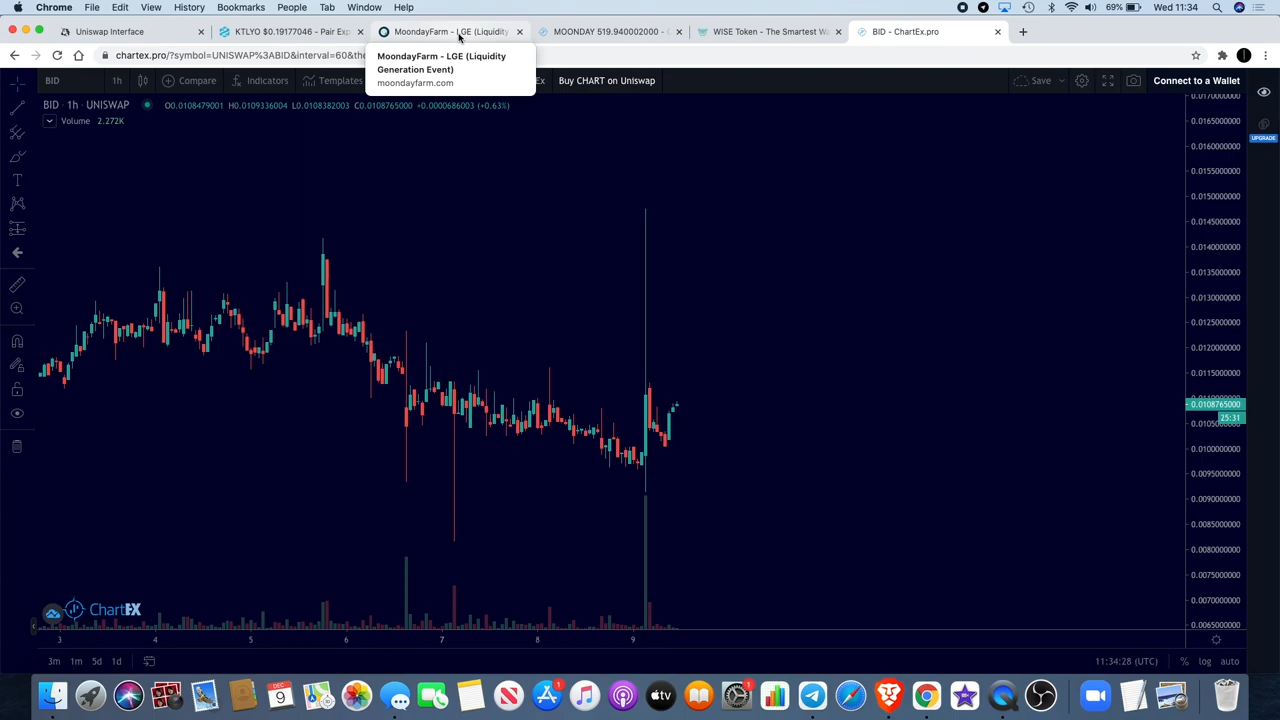 Chrome File Edit View History Bookmarks People Tab Window Help 69% Wed 11:34
Uniswap Interface
KTLYO $0.19177046 - Pair Exp
MoondayFarm - LGE (Liquidity
MOONDAY 519.940002000 - C
WISE Token - The Smartest W
BID - ChartEx.pro
chartex.pro/?symbol=UNISWAP%3ABID&interval=60&the
MoondayFarm - LGE (Liquidity
Generation Event)
moondayfarm.com
BID 1h Compare Indicators Templates Ex Buy CHART on Uniswap Save Connect to a Wallet
BID · 1h · UNISWAP O0.0108479001 H0.0109336004 L0.0108382003 C0.0108765000 +0.0000686003 (+0.63%)
Volume 2.272K
UPGRADE
0.0170000000
0.0165000000
0.0160000000
0.0155000000
0.0150000000
0.0145000000
0.0140000000
0.0135000000
0.0130000000
0.0125000000
0.0120000000
0.0115000000
0.0108765000
25:31
0.0100000000
0.0095000000
0.0090000000
0.0085000000
0.0080000000
0.0075000000
0.0070000000
0.0065000000
ChartEX
3 4 5 6 7 8 9
3m 1m 5d 1d 11:34:28 (UTC) % log auto
DEC
9
1
tv
1